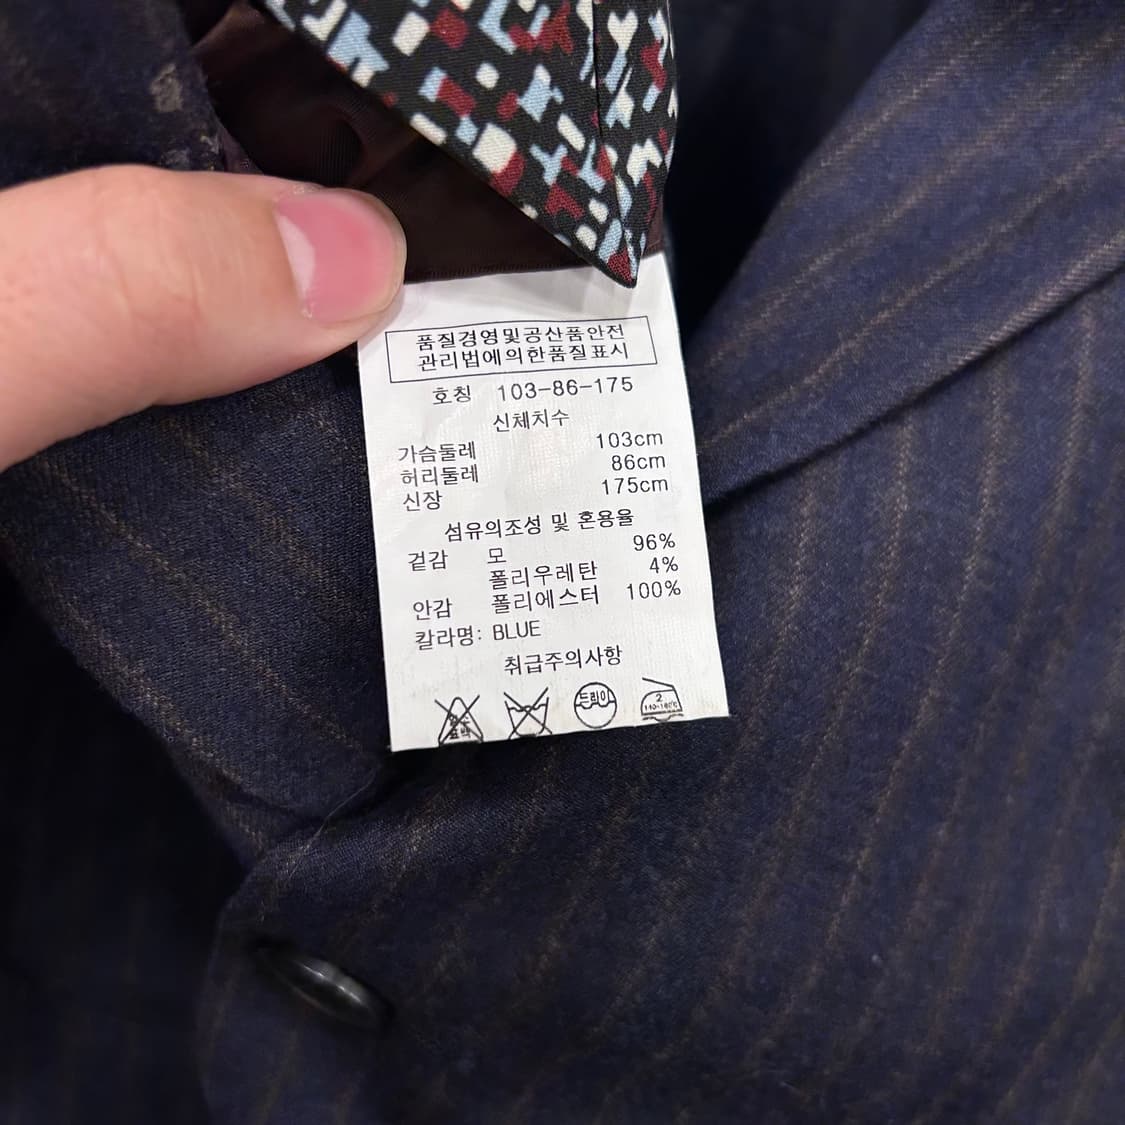 품질경영및공산품안전
관리법에의한품질표시
호칭 103-86-175
신체치수
가슴둘레 103cm
허리둘레 86cm
신장 175cm
섬유의조성 및 혼용율
겉감 모 96%
폴리우레탄 4%
안감 폴리에스터 100%
칼라명: BLUE
취급주의사항
드라이 2
140-160℃